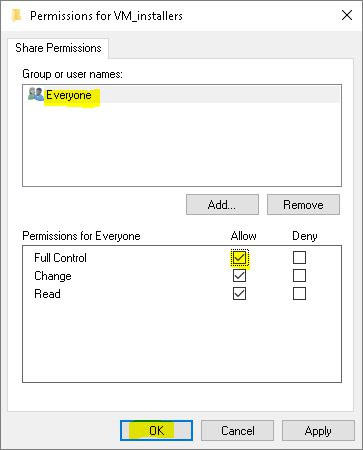 Permissions for VM_installers
Share Permissions
Group or user names:
Everyone
Add...
Remove
Permissions for Everyone
Allow
Deny
Full Control
Change
Read
OK
Cancel
Apply